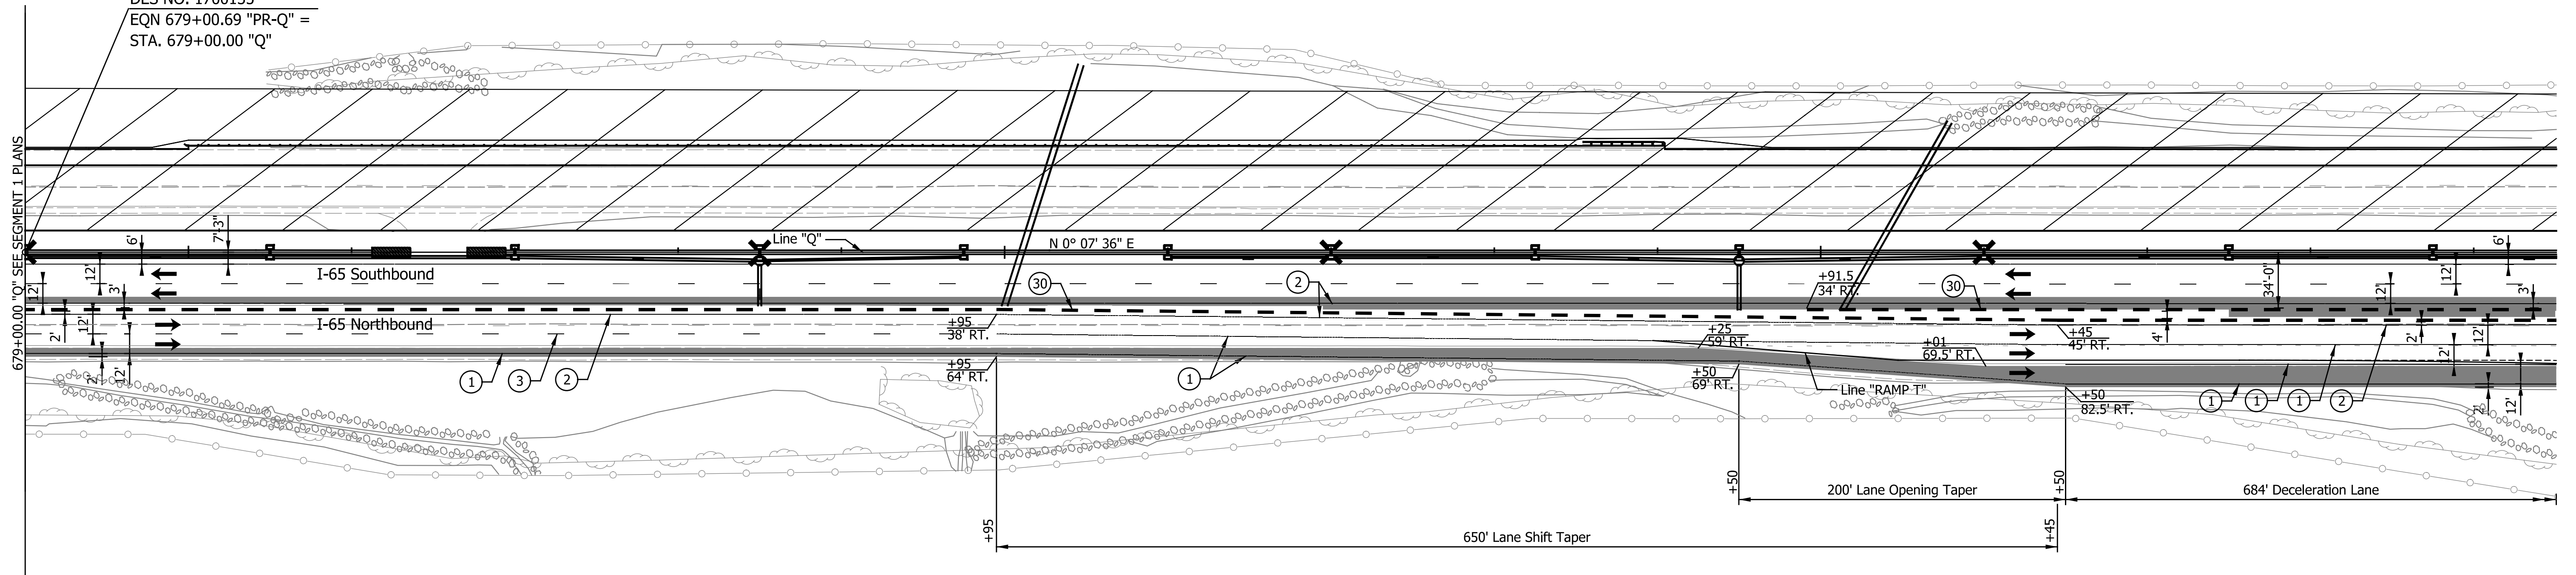 DES NO. 1700135
EQN 679+00.69 "PR-Q" =
STA. 679+00.00 "Q"
679+00.00 "Q" SEE SEGMENT 1 PLANS
6'
7'-3"
Line "Q"
N 0° 07' 36" E
6'
12'
I-65 Southbound
12'
3'
30
2
+91.5
34' RT.
30
34'-0"
12'
12'
3'
2'
12'
I-65 Northbound
+95
38' RT.
+25
59' RT.
+01
69.5' RT.
+45
45' RT.
4'
2'
12'
12'
2'
12'
1
3
2
+95
64' RT.
1
+50
69' RT.
Line "RAMP T"
+50
82.5' RT.
1
1
1
2
2'
12'
+50
200' Lane Opening Taper
+50
684' Deceleration Lane
+95
650' Lane Shift Taper
+45